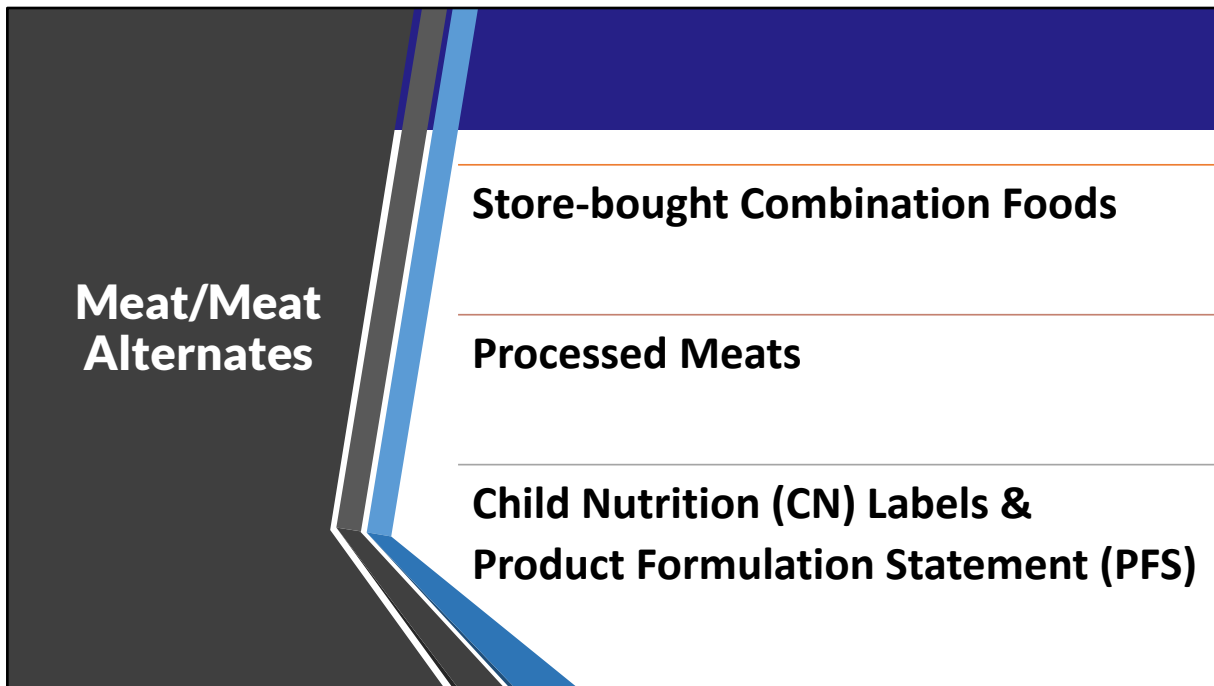 Meat/Meat
Alternates
Store-bought Combination Foods
Processed Meats
Child Nutrition (CN) Labels &
Product Formulation Statement (PFS)